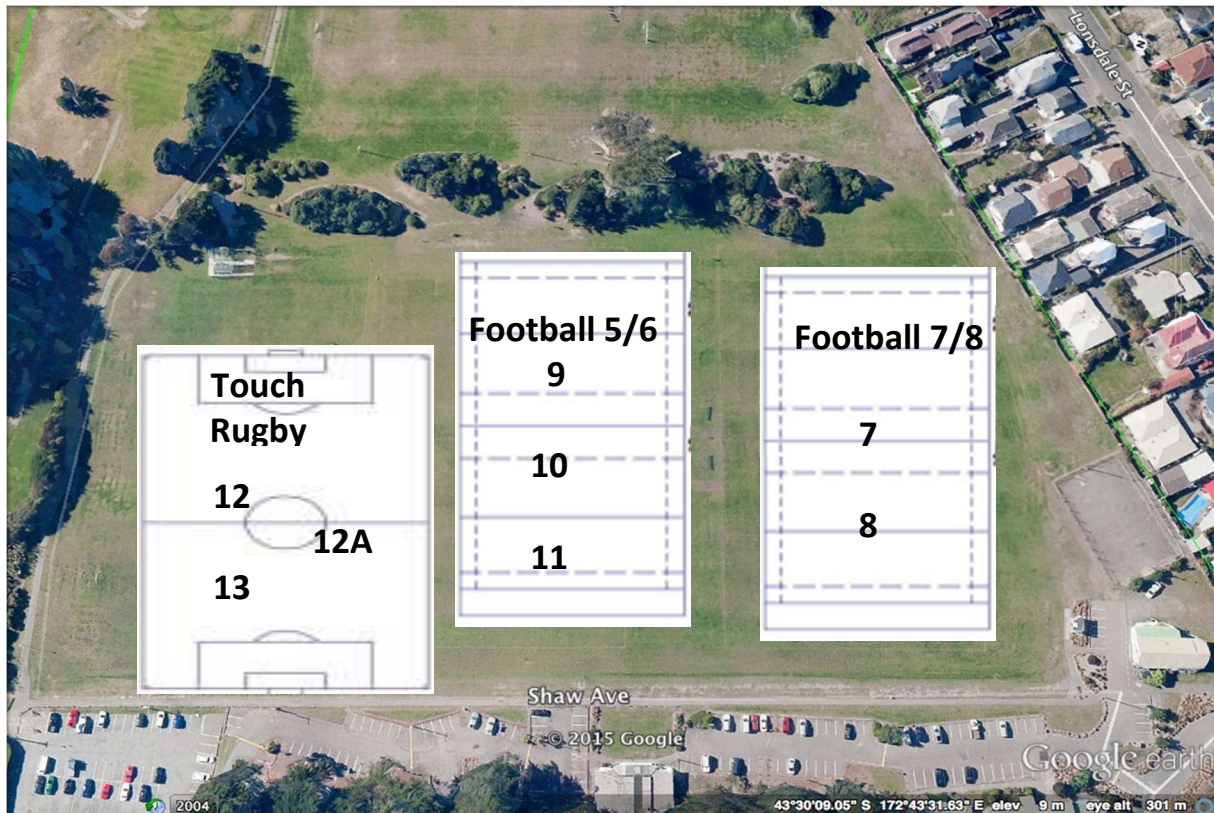 Lonsdale St
Football 5/6
9
10
11
Football 7/8
7
8
Touch
Rugby
12
12A
13
Shaw Ave
© 2015 Google
Google earth
2004
43°30'09.05" S 172°43'31.63" E elev 9 m eye alt 301 m